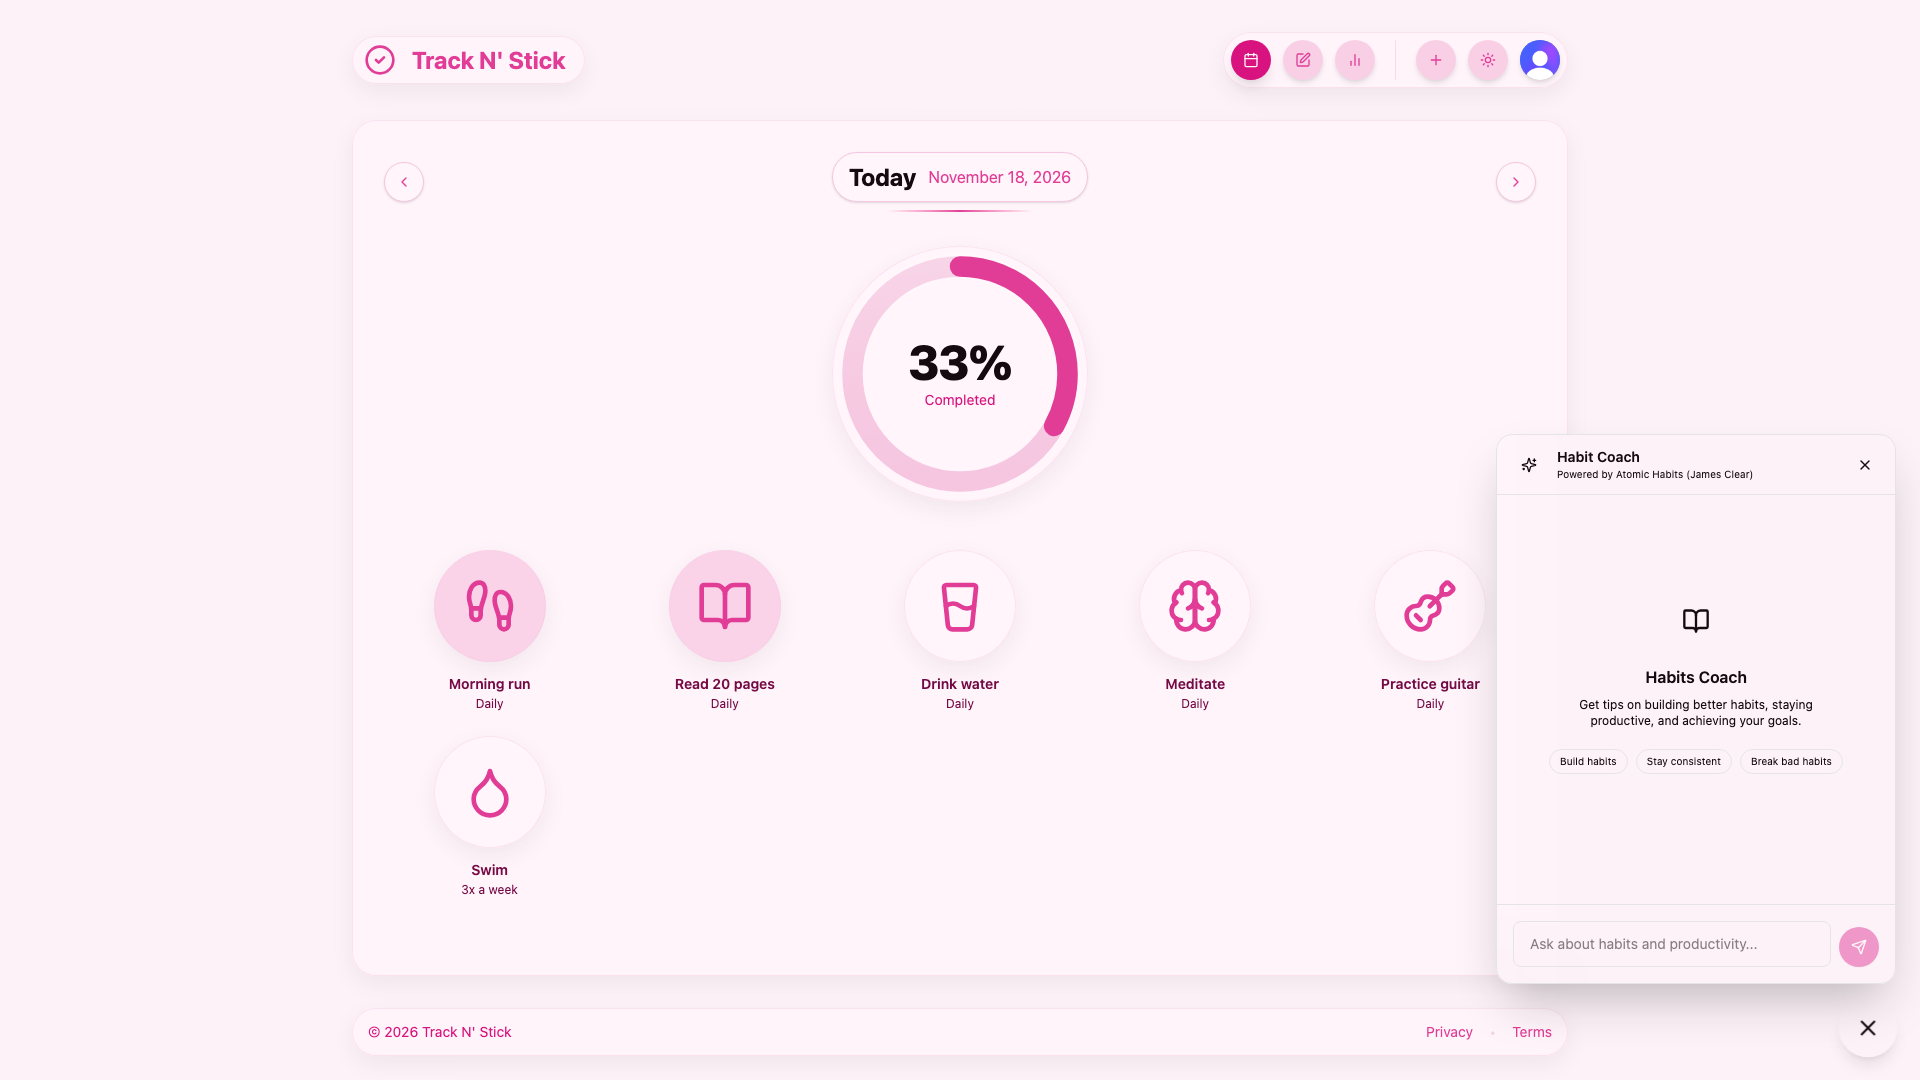 Track N' Stick
Today November 18, 2026
33%
Completed
Morning run
Daily
Read 20 pages
Daily
Drink water
Daily
Meditate
Daily
Practice guitar
Daily
Swim
3x a week
Habit Coach
Powered by Atomic Habits (James Clear)
Habits Coach
Get tips on building better habits, staying
productive, and achieving your goals.
Build habits
Stay consistent
Break bad habits
Ask about habits and productivity...
© 2026 Track N' Stick
Privacy • Terms